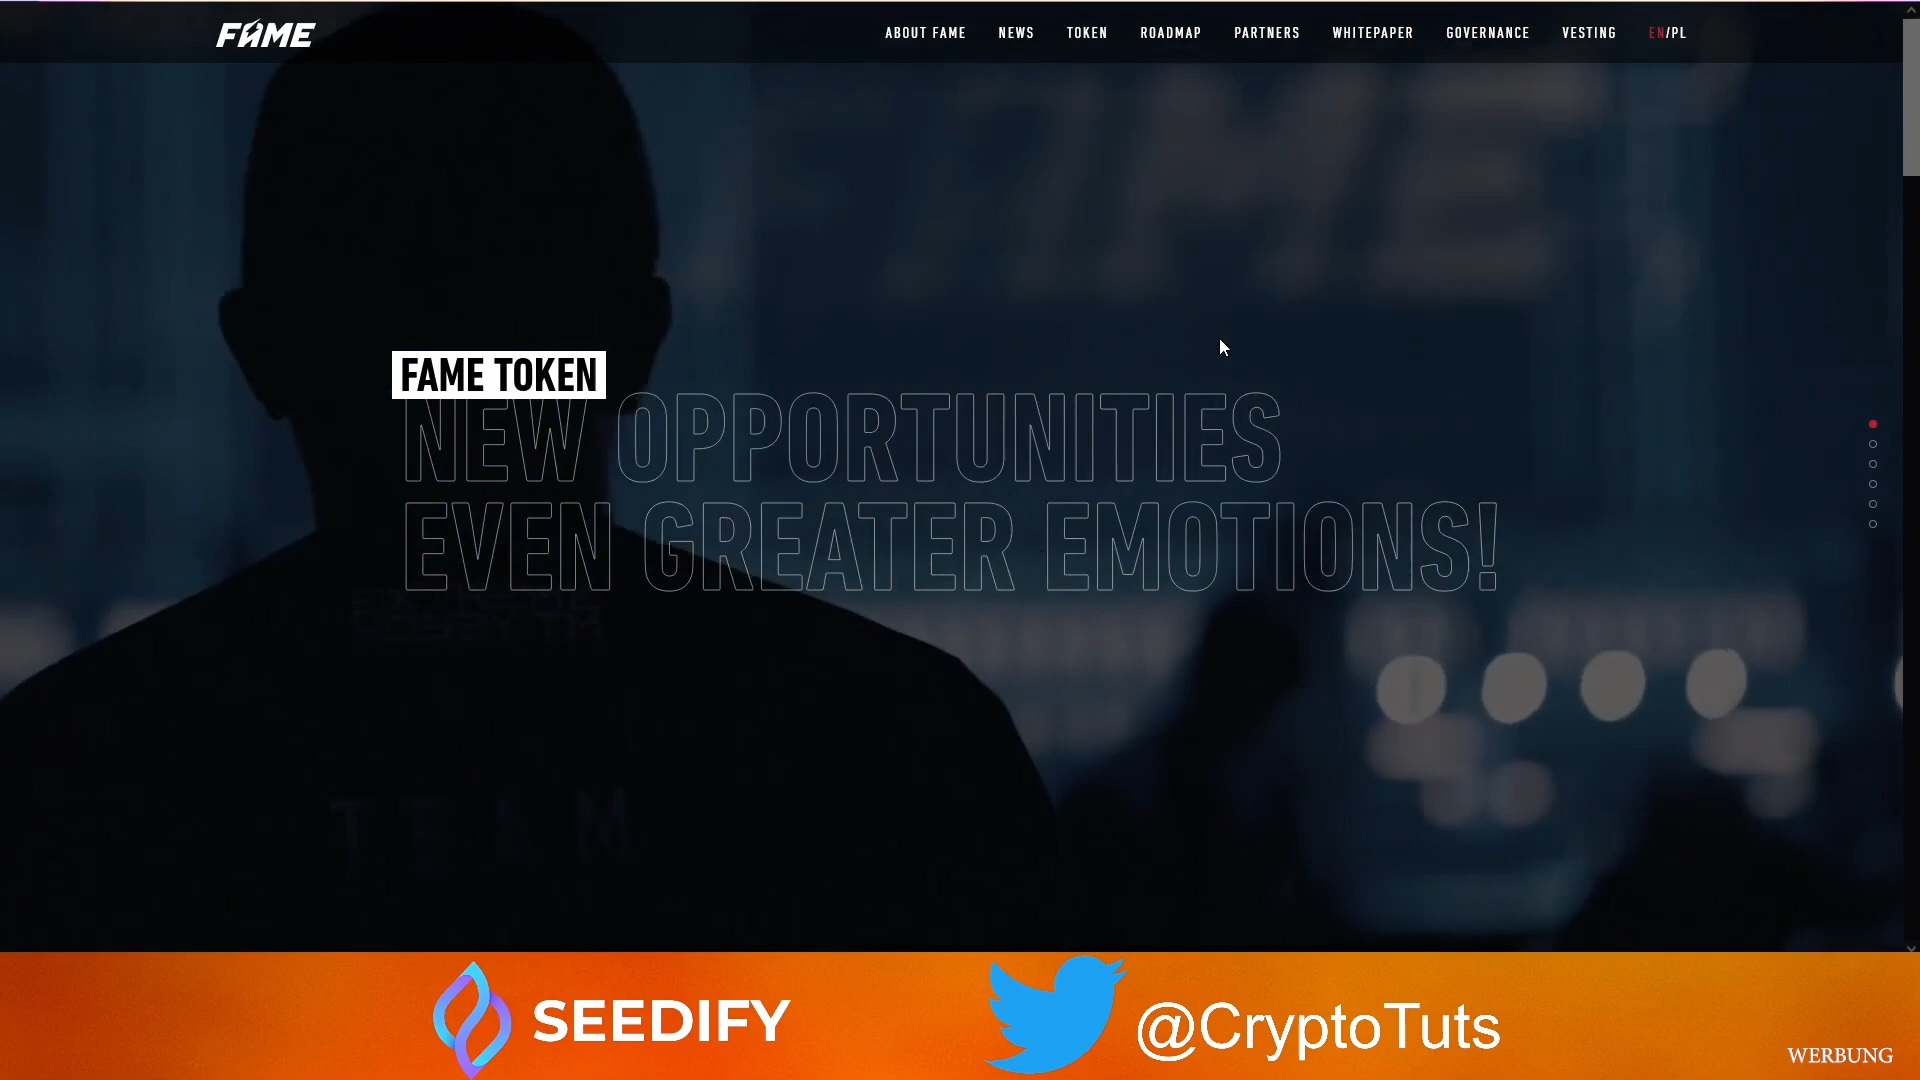 FAME
ABOUT FAME NEWS TOKEN ROADMAP PARTNERS WHITEPAPER GOVERNANCE VESTING EN/PL
FAME TOKEN
NEW OPPORTUNITIES
EVEN GREATER EMOTIONS!
TEAM
SEEDIFY
@CryptoTuts
WERBUNG